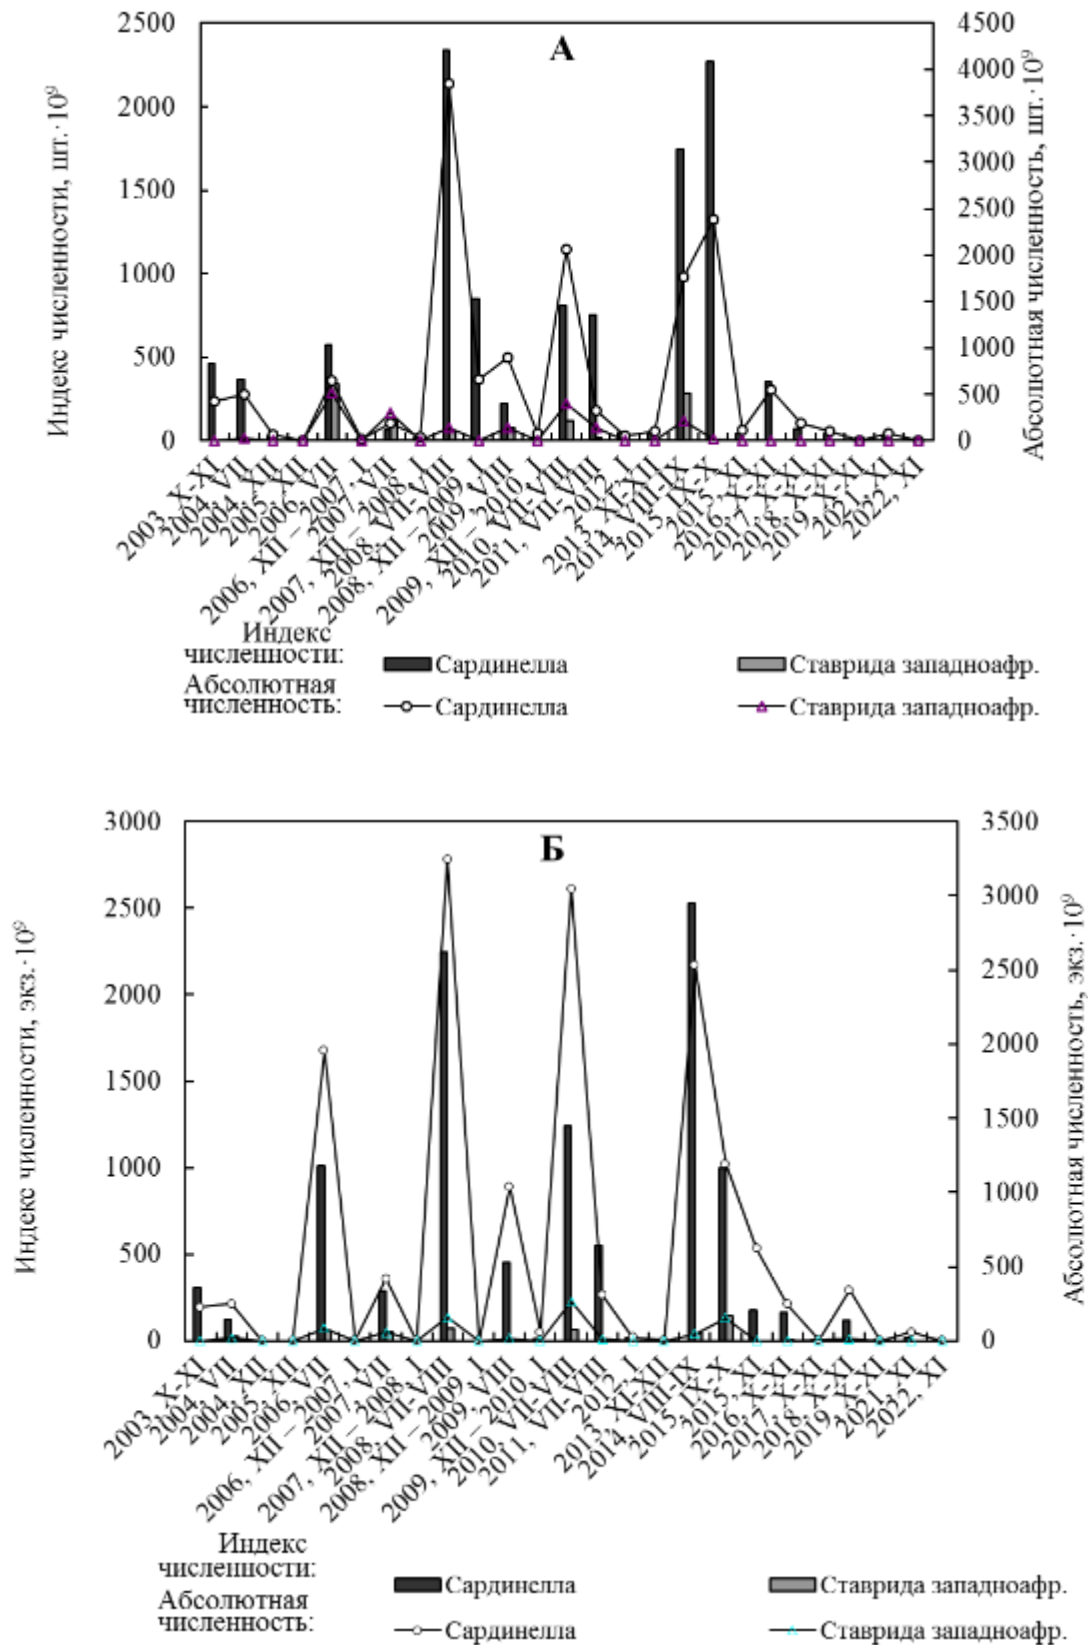 А
Индекс численности, шт.·10⁹
2500
2000
1500
1000
500
0
4500
4000
3500
3000
2500
2000
1500
1000
500
0
Абсолютная численность, шт.·10⁹
2003, X-XI
2004, VII
2004, XII
2005, XII
2006, VII
2006, XII – 2007, I
2007, VII
2007, XII – 2008, I
2008, VII-VIII
2008, XII – 2009, I
2009, VIII
2009, XII – 2010, I
2010, VII-VIII
2011, VII-VIII
2012, I
2013, XI-XII
2014, VIII-IX
2015, IX-X
2015, XI
2016, X-XI
2017, X-XI
2018, X-XI
2019, X-XI
2021, XI
2022, XI
Индекс
численности:
Сардинелла
Ставрида западноафр.
Абсолютная
численность:
Сардинелла
Ставрида западноафр.
Б
Индекс численности, экз.·10⁹
3000
2500
2000
1500
1000
500
0
3500
3000
2500
2000
1500
1000
500
0
Абсолютная численность, экз.·10⁹
2003, X-XI
2004, VII
2004, XII
2005, XII
2006, VII
2006, XII – 2007, I
2007, VII
2007, XII – 2008, I
2008, VII-VIII
2008, XII – 2009, I
2009, VIII
2009, XII – 2010, I
2010, VII-VIII
2011, VII-VIII
2012, I
2013, XI-XII
2014, VIII-IX
2015, IX-X
2015, XI
2016, X-XI
2017, X-XI
2018, X-XI
2019, X-XI
2021, XI
2022, XI
Индекс
численности:
Сардинелла
Ставрида западноафр.
Абсолютная
численность:
Сардинелла
Ставрида западноафр.